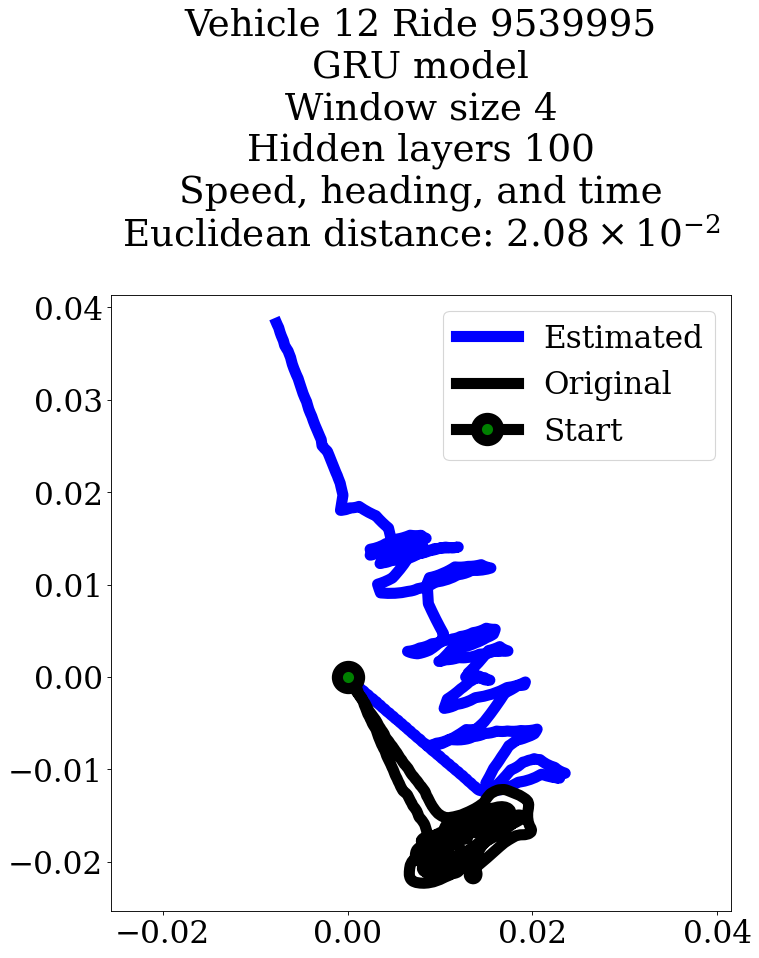 Vehicle 12 Ride 9539995
GRU model
Window size 4
Hidden layers 100
Speed, heading, and time
Euclidean distance: 2.08 × 10⁻²
0.04
0.03
0.02
0.01
0.00
−0.01
−0.02
Estimated
Original
Start
−0.02
0.00
0.02
0.04